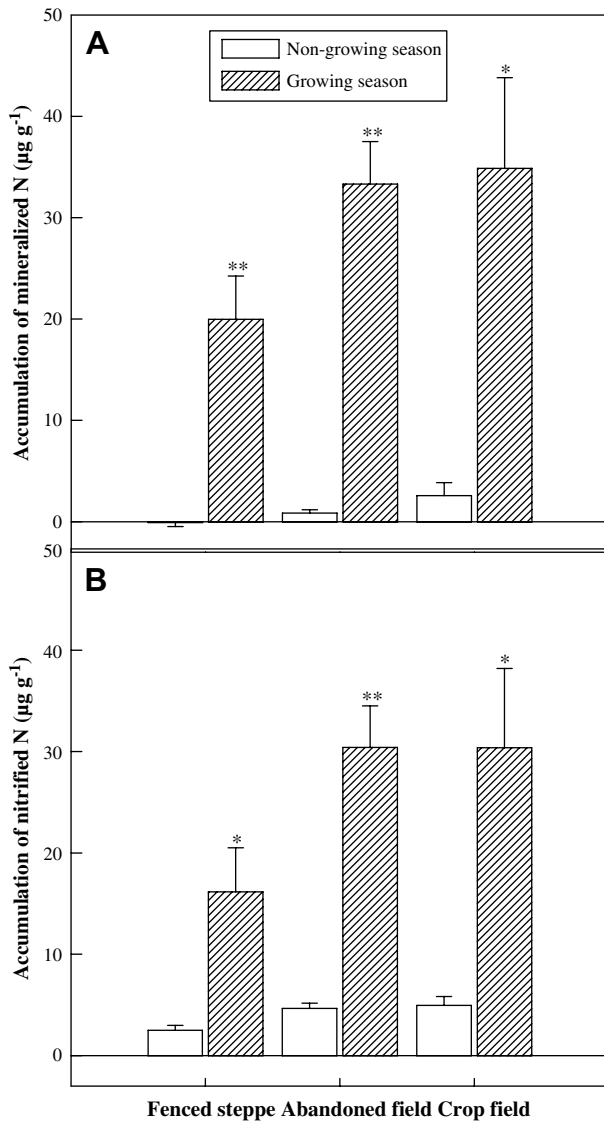 A
Non-growing season
Growing season
Accumulation of mineralized N (µg g-1)
50
40
30
20
10
0
**
**
*
B
Accumulation of nitrified N (µg g-1)
50
40
30
20
10
0
*
**
*
Fenced steppe Abandoned field Crop field